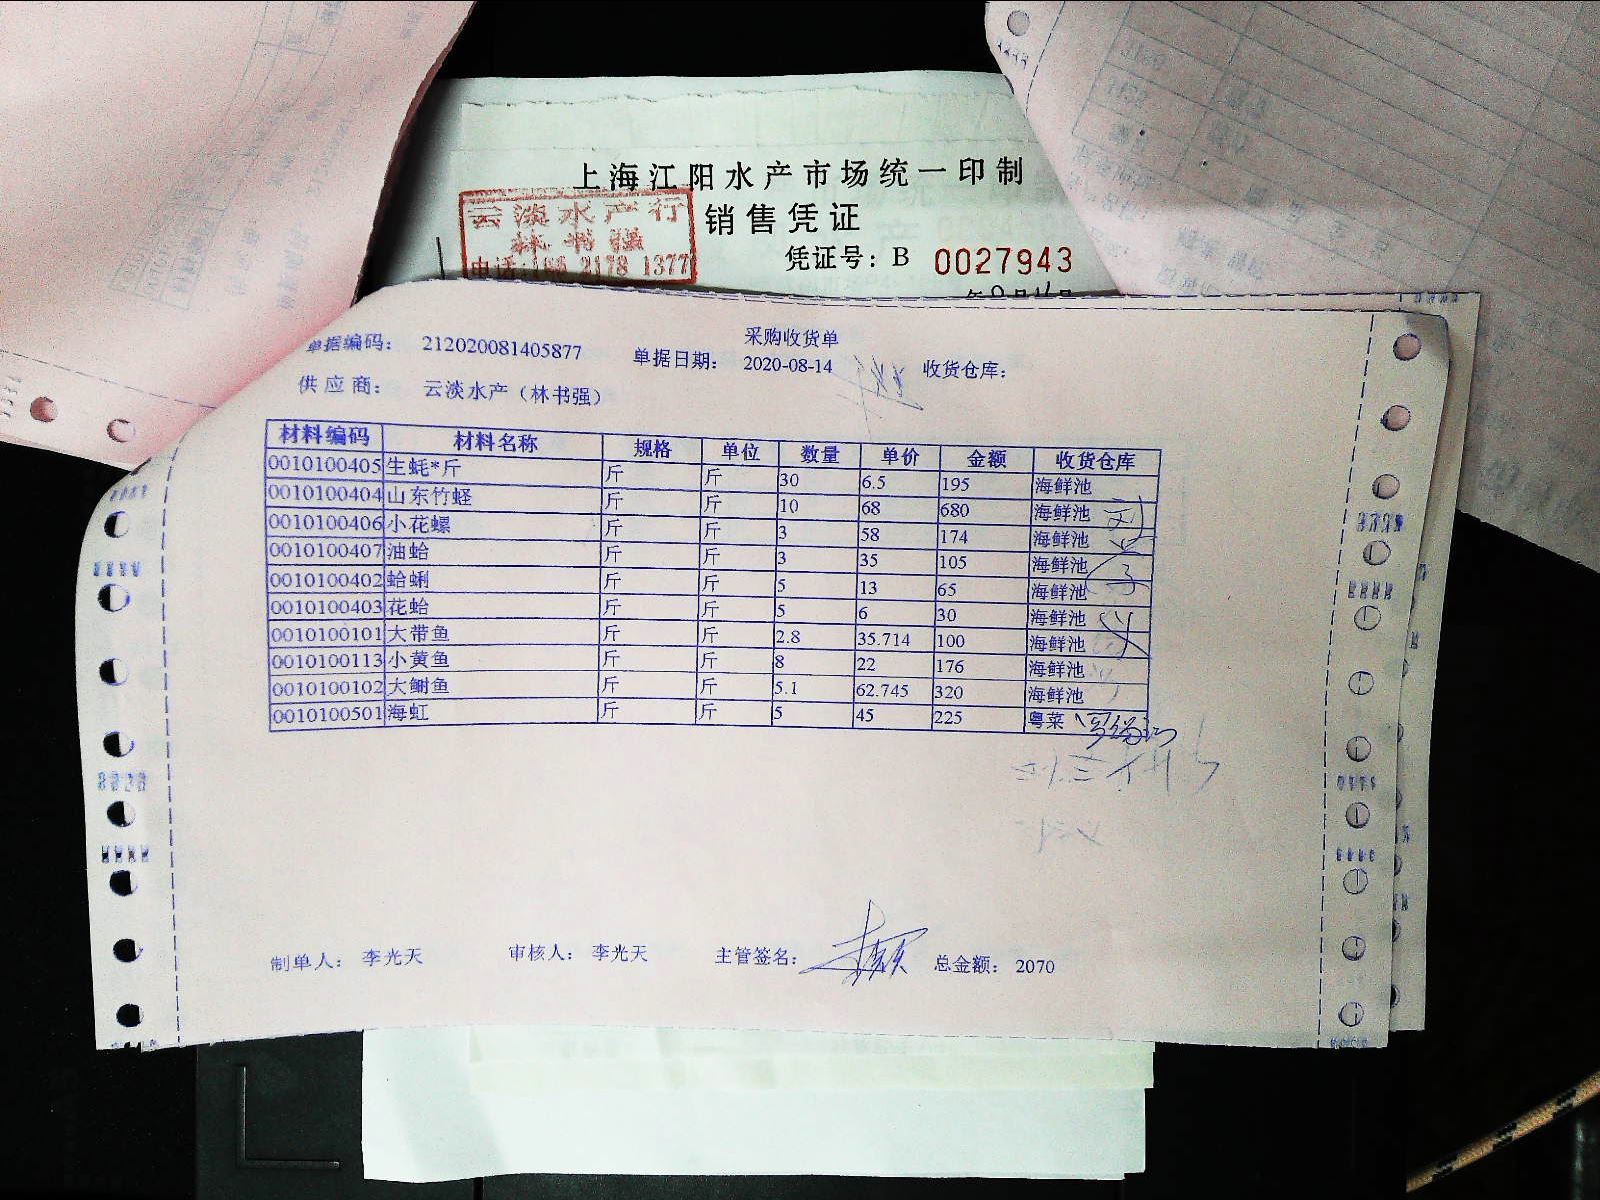 上海江阳水产市场统一印制
销售凭证
云淡水产行
林书强
电话:166 2178 1377
凭证号: B 0027943
采购收货单
单据编码: 212020081405877 单据日期: 2020-08-14 收货仓库:
供应商: 云淡水产（林书强）
材料编码 材料名称 规格 单位 数量 单价 金额 收货仓库
0010100405 生蚝*斤 斤 斤 30 6.5 195 海鲜池
0010100404 山东竹蛏 斤 斤 10 68 680 海鲜池
0010100406 小花螺 斤 斤 3 58 174 海鲜池
0010100407 油蛤 斤 斤 3 35 105 海鲜池
0010100402 蛤蜊 斤 斤 5 13 65 海鲜池
0010100403 花蛤 斤 斤 5 6 30 海鲜池
0010100101 大带鱼 斤 斤 2.8 35.714 100 海鲜池
0010100113 小黄鱼 斤 斤 8 22 176 海鲜池
0010100102 大鲥鱼 斤 斤 5.1 62.745 320 海鲜池
0010100501 海虹 斤 斤 5 45 225 粤菜
制单人: 李光天 审核人: 李光天 主管签名: 总金额: 2070